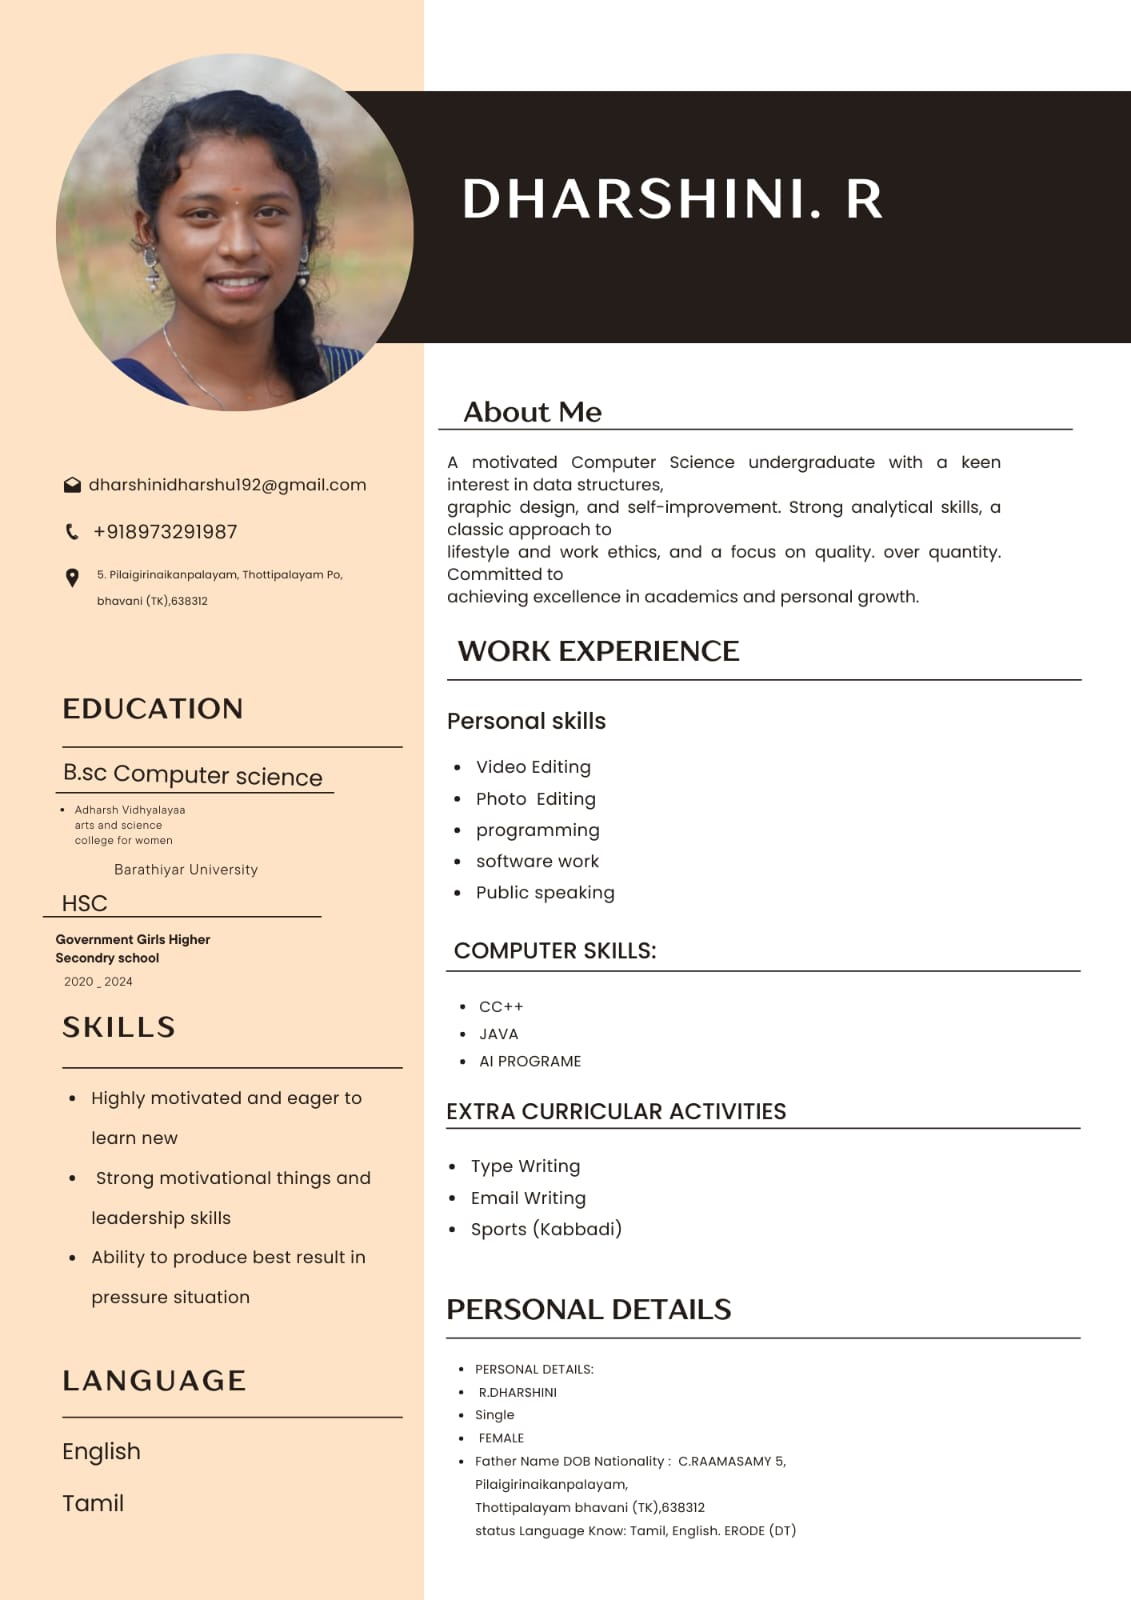 DHARSHINI. R
dharshinidharshu192@gmail.com
+918973291987
5. Pilaigirinaikanpalayam, Thottipalayam Po,
bhavani (TK),638312
EDUCATION
B.sc Computer science
• Adharsh Vidhyalayaa
arts and science
college for women
Barathiyar University
HSC
Government Girls Higher
Secondry school
2020 _ 2024
SKILLS
• Highly motivated and eager to
learn new
• Strong motivational things and
leadership skills
• Ability to produce best result in
pressure situation
LANGUAGE
English
Tamil
About Me
A motivated Computer Science undergraduate with a keen
interest in data structures,
graphic design, and self-improvement. Strong analytical skills, a
classic approach to
lifestyle and work ethics, and a focus on quality. over quantity.
Committed to
achieving excellence in academics and personal growth.
WORK EXPERIENCE
Personal skills
• Video Editing
• Photo Editing
• programming
• software work
• Public speaking
COMPUTER SKILLS:
• CC++
• JAVA
• AI PROGRAME
EXTRA CURRICULAR ACTIVITIES
• Type Writing
• Email Writing
• Sports (Kabbadi)
PERSONAL DETAILS
• PERSONAL DETAILS:
• R.DHARSHINI
• Single
• FEMALE
• Father Name DOB Nationality : C.RAAMASAMY 5,
Pilaigirinaikanpalayam,
Thottipalayam bhavani (TK),638312
status Language Know: Tamil, English. ERODE (DT)